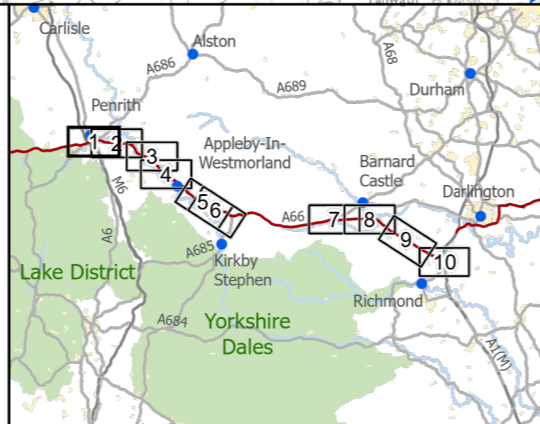 Carlisle
Alston
A686
A68
A689
Durham
Penrith
1
2
3
4
5
6
Appleby-In-
Westmorland
Barnard
Castle
Darlington
M6
A66
7
8
9
10
A6
A685
Kirkby
Stephen
Lake District
Richmond
A684
Yorkshire
Dales
A1(M)